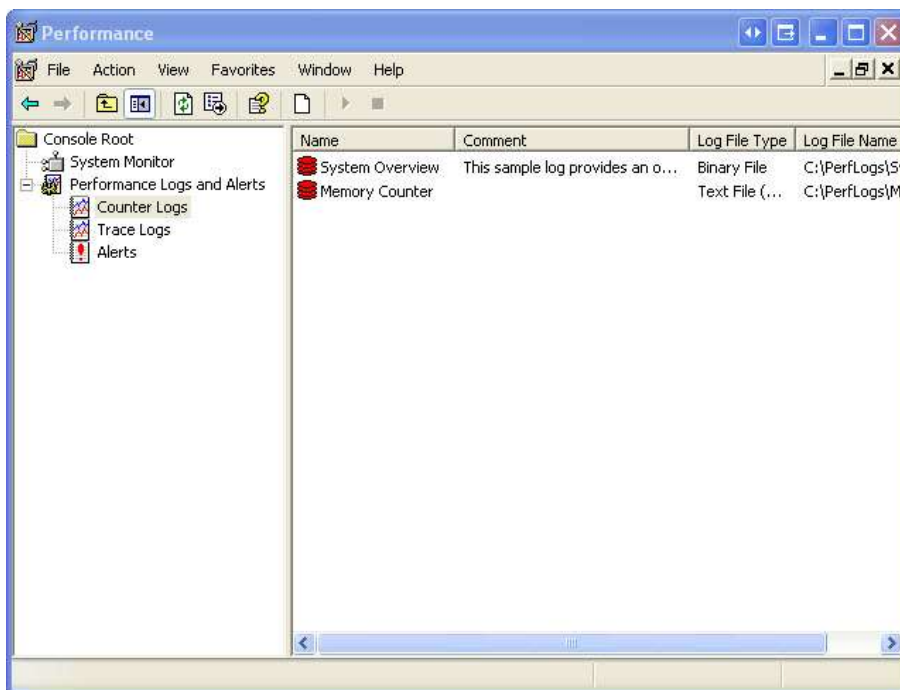 Performance
File Action View Favorites Window Help
Console Root
System Monitor
Performance Logs and Alerts
Counter Logs
Trace Logs
Alerts
Name Comment Log File Type Log File Name
System Overview This sample log provides an o... Binary File C:\PerfLogs\S
Memory Counter Text File (... C:\PerfLogs\M